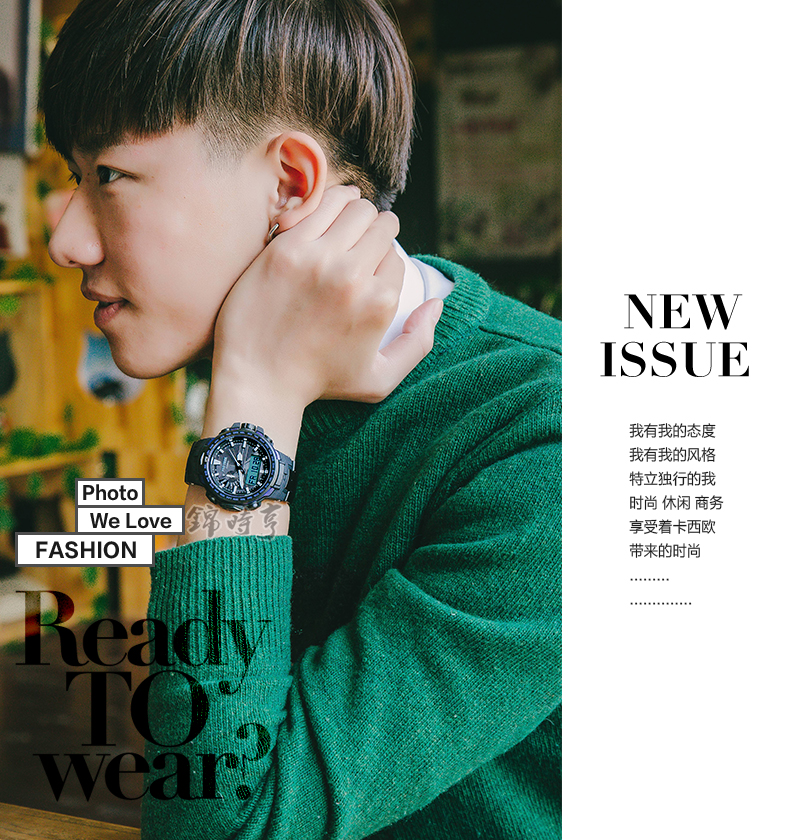 Photo
We Love
FASHION
錦時亨
Ready
TO
wear?
NEW
ISSUE
我有我的态度
我有我的风格
特立独行的我
时尚 休闲 商务
享受着卡西欧
带来的时尚
.........
..............